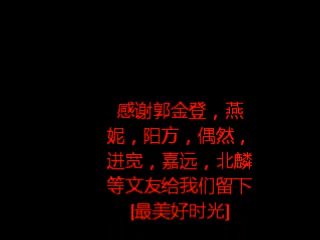 感谢郭金登，燕
妮，阳方，偶然，
进宽，嘉远，北麟
等文友给我们留下
[最美好时光]